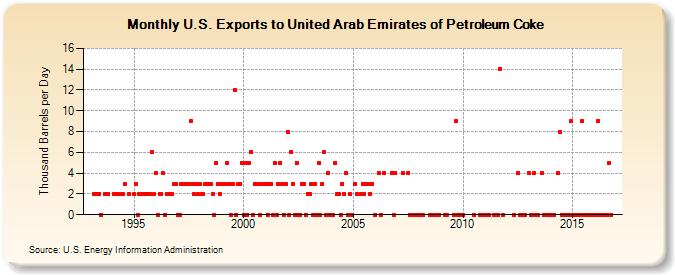 Monthly U.S. Exports to United Arab Emirates of Petroleum Coke
Thousand Barrels per Day
16
14
12
10
8
6
4
2
0
1995 2000 2005 2010 2015
Source: U.S. Energy Information Administration